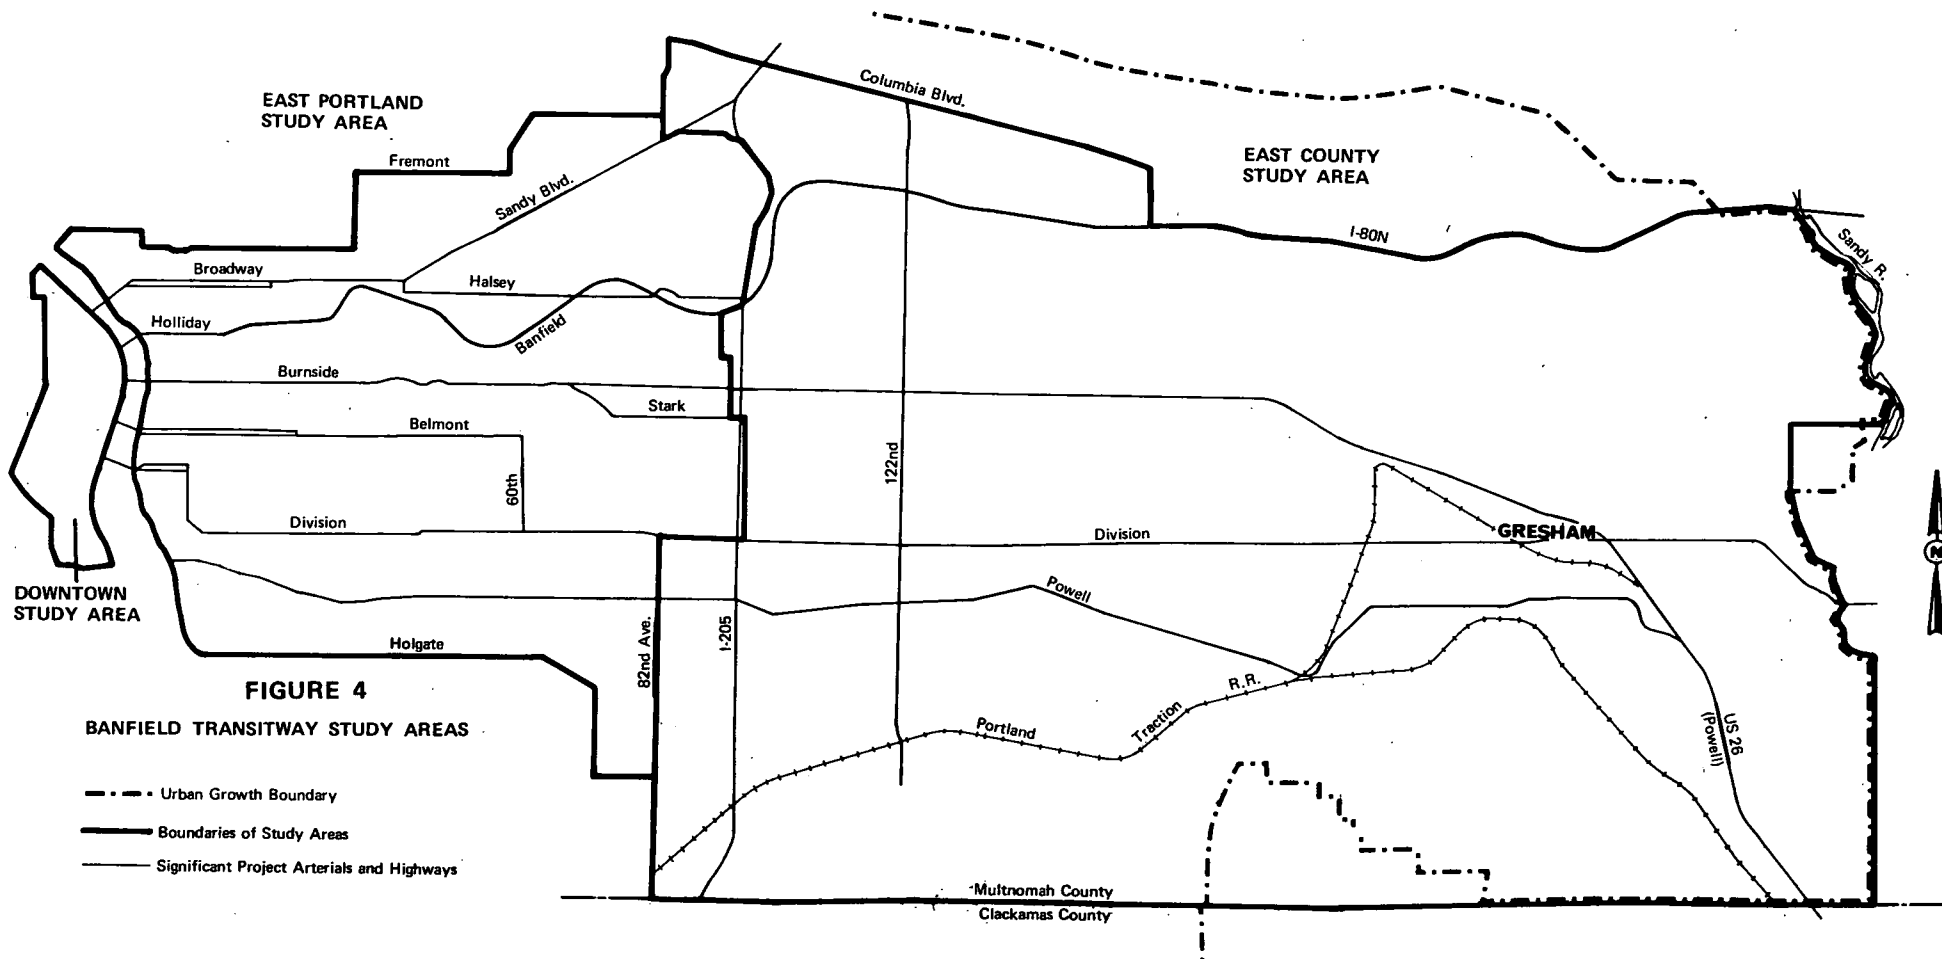 EAST PORTLAND
STUDY AREA
Columbia Blvd.
Fremont
EAST COUNTY
STUDY AREA
Sandy Blvd.
I-80N
Sandy R.
Broadway
Halsey
Holliday
Banfield
Burnside
Stark
Belmont
122nd
60th
Division
Division
GRESHAM
N
DOWNTOWN
STUDY AREA
Powell
Holgate
82nd Ave.
I-205
R.R.
Traction
Portland
US 26
(Powell)
FIGURE 4
BANFIELD TRANSITWAY STUDY AREAS
Urban Growth Boundary
Boundaries of Study Areas
Significant Project Arterials and Highways
Multnomah County
Clackamas County